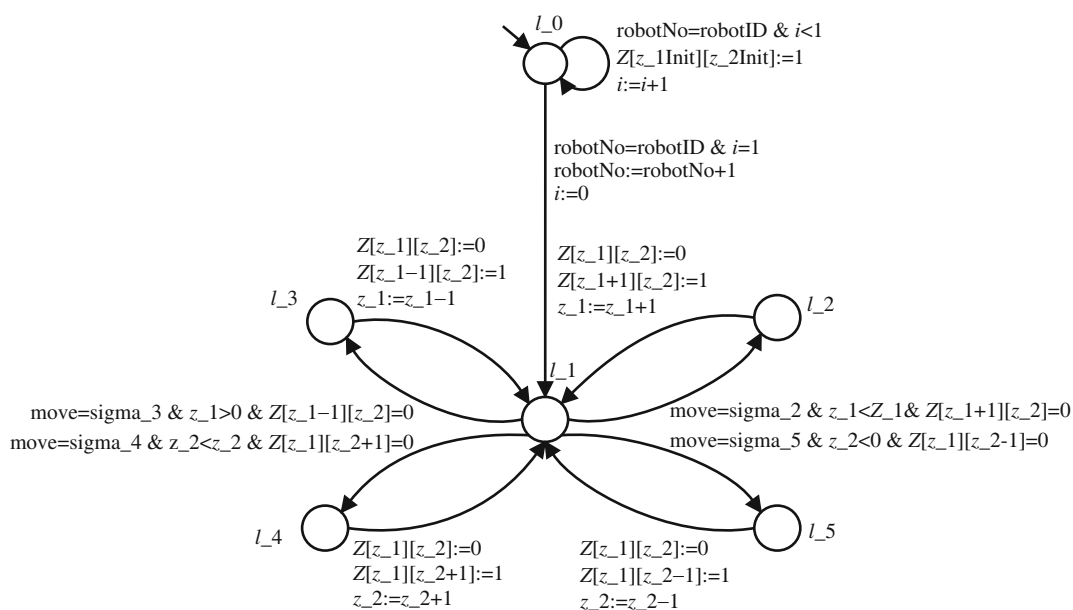 l_0
robotNo=robotID & i<1
Z[z_1Init][z_2Init]:=1
i:=i+1
robotNo=robotID & i=1
robotNo:=robotNo+1
i:=0
Z[z_1][z_2]:=0
Z[z_1−1][z_2]:=1
z_1:=z_1−1
Z[z_1][z_2]:=0
Z[z_1+1][z_2]:=1
z_1:=z_1+1
l_3
l_2
l_1
move=sigma_3 & z_1>0 & Z[z_1−1][z_2]=0
move=sigma_4 & z_2<z_2 & Z[z_1][z_2+1]=0
move=sigma_2 & z_1<Z_1& Z[z_1+1][z_2]=0
move=sigma_5 & z_2<0 & Z[z_1][z_2-1]=0
l_4
l_5
Z[z_1][z_2]:=0
Z[z_1][z_2+1]:=1
z_2:=z_2+1
Z[z_1][z_2]:=0
Z[z_1][z_2−1]:=1
z_2:=z_2−1